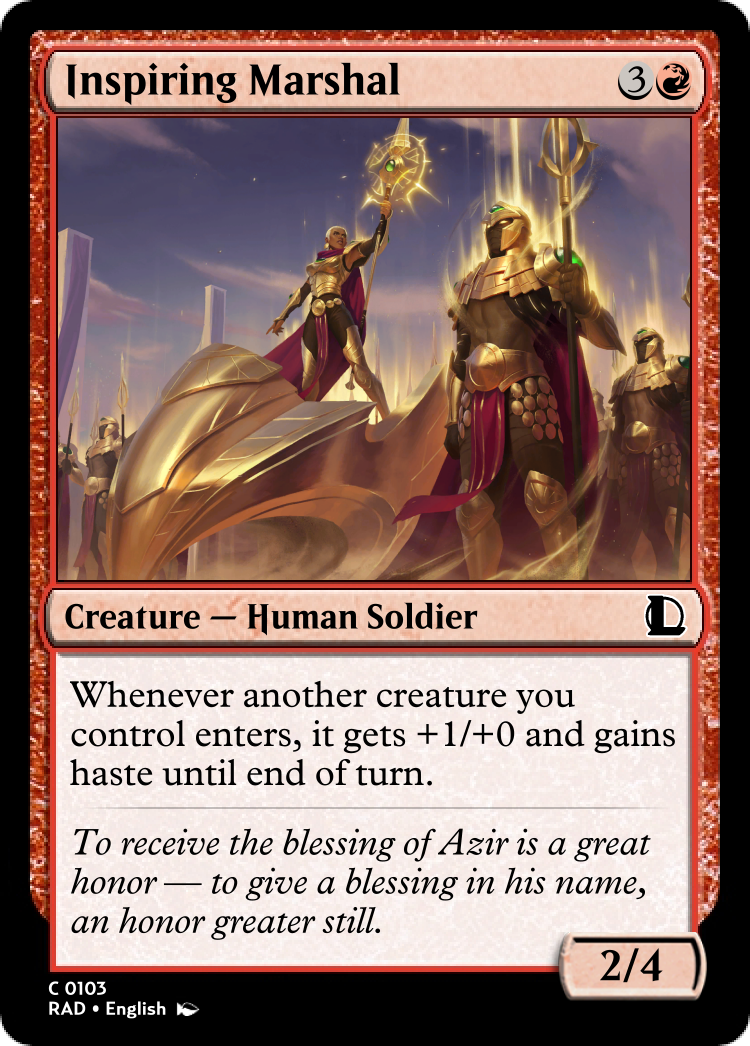 Inspiring Marshal
3
Creature — Human Soldier
Whenever another creature you
control enters, it gets +1/+0 and gains
haste until end of turn.
To receive the blessing of Azir is a great
honor — to give a blessing in his name,
an honor greater still.
2/4
C 0103
RAD • English